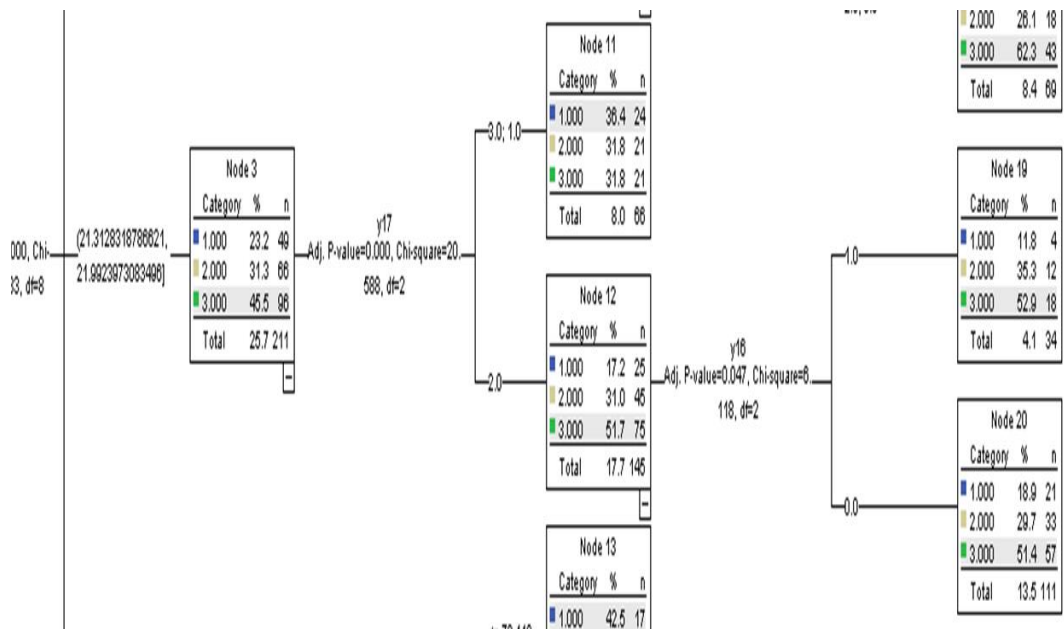 000, Chi-
33, df=8
(21.3128318786621,
21.9923973083496]
Node 3
Category % n
1.000 23.2 49
2.000 31.3 66
3.000 45.5 96
Total 25.7 211
y17
Adj. P-value=0.000, Chi-square=20.
588, df=2
3.0; 1.0
2.0
Node 11
Category % n
1.000 36.4 24
2.000 31.8 21
3.000 31.8 21
Total 8.0 66
Node 12
Category % n
1.000 17.2 25
2.000 31.0 45
3.000 51.7 75
Total 17.7 145
Node 13
Category % n
1.000 42.5 17
y16
Adj. P-value=0.047, Chi-square=6.
118, df=2
1.0
0.0
2.000 26.1 18
3.000 62.3 43
Total 8.4 69
Node 19
Category % n
1.000 11.8 4
2.000 35.3 12
3.000 52.9 18
Total 4.1 34
Node 20
Category % n
1.000 18.9 21
2.000 29.7 33
3.000 51.4 57
Total 13.5 111